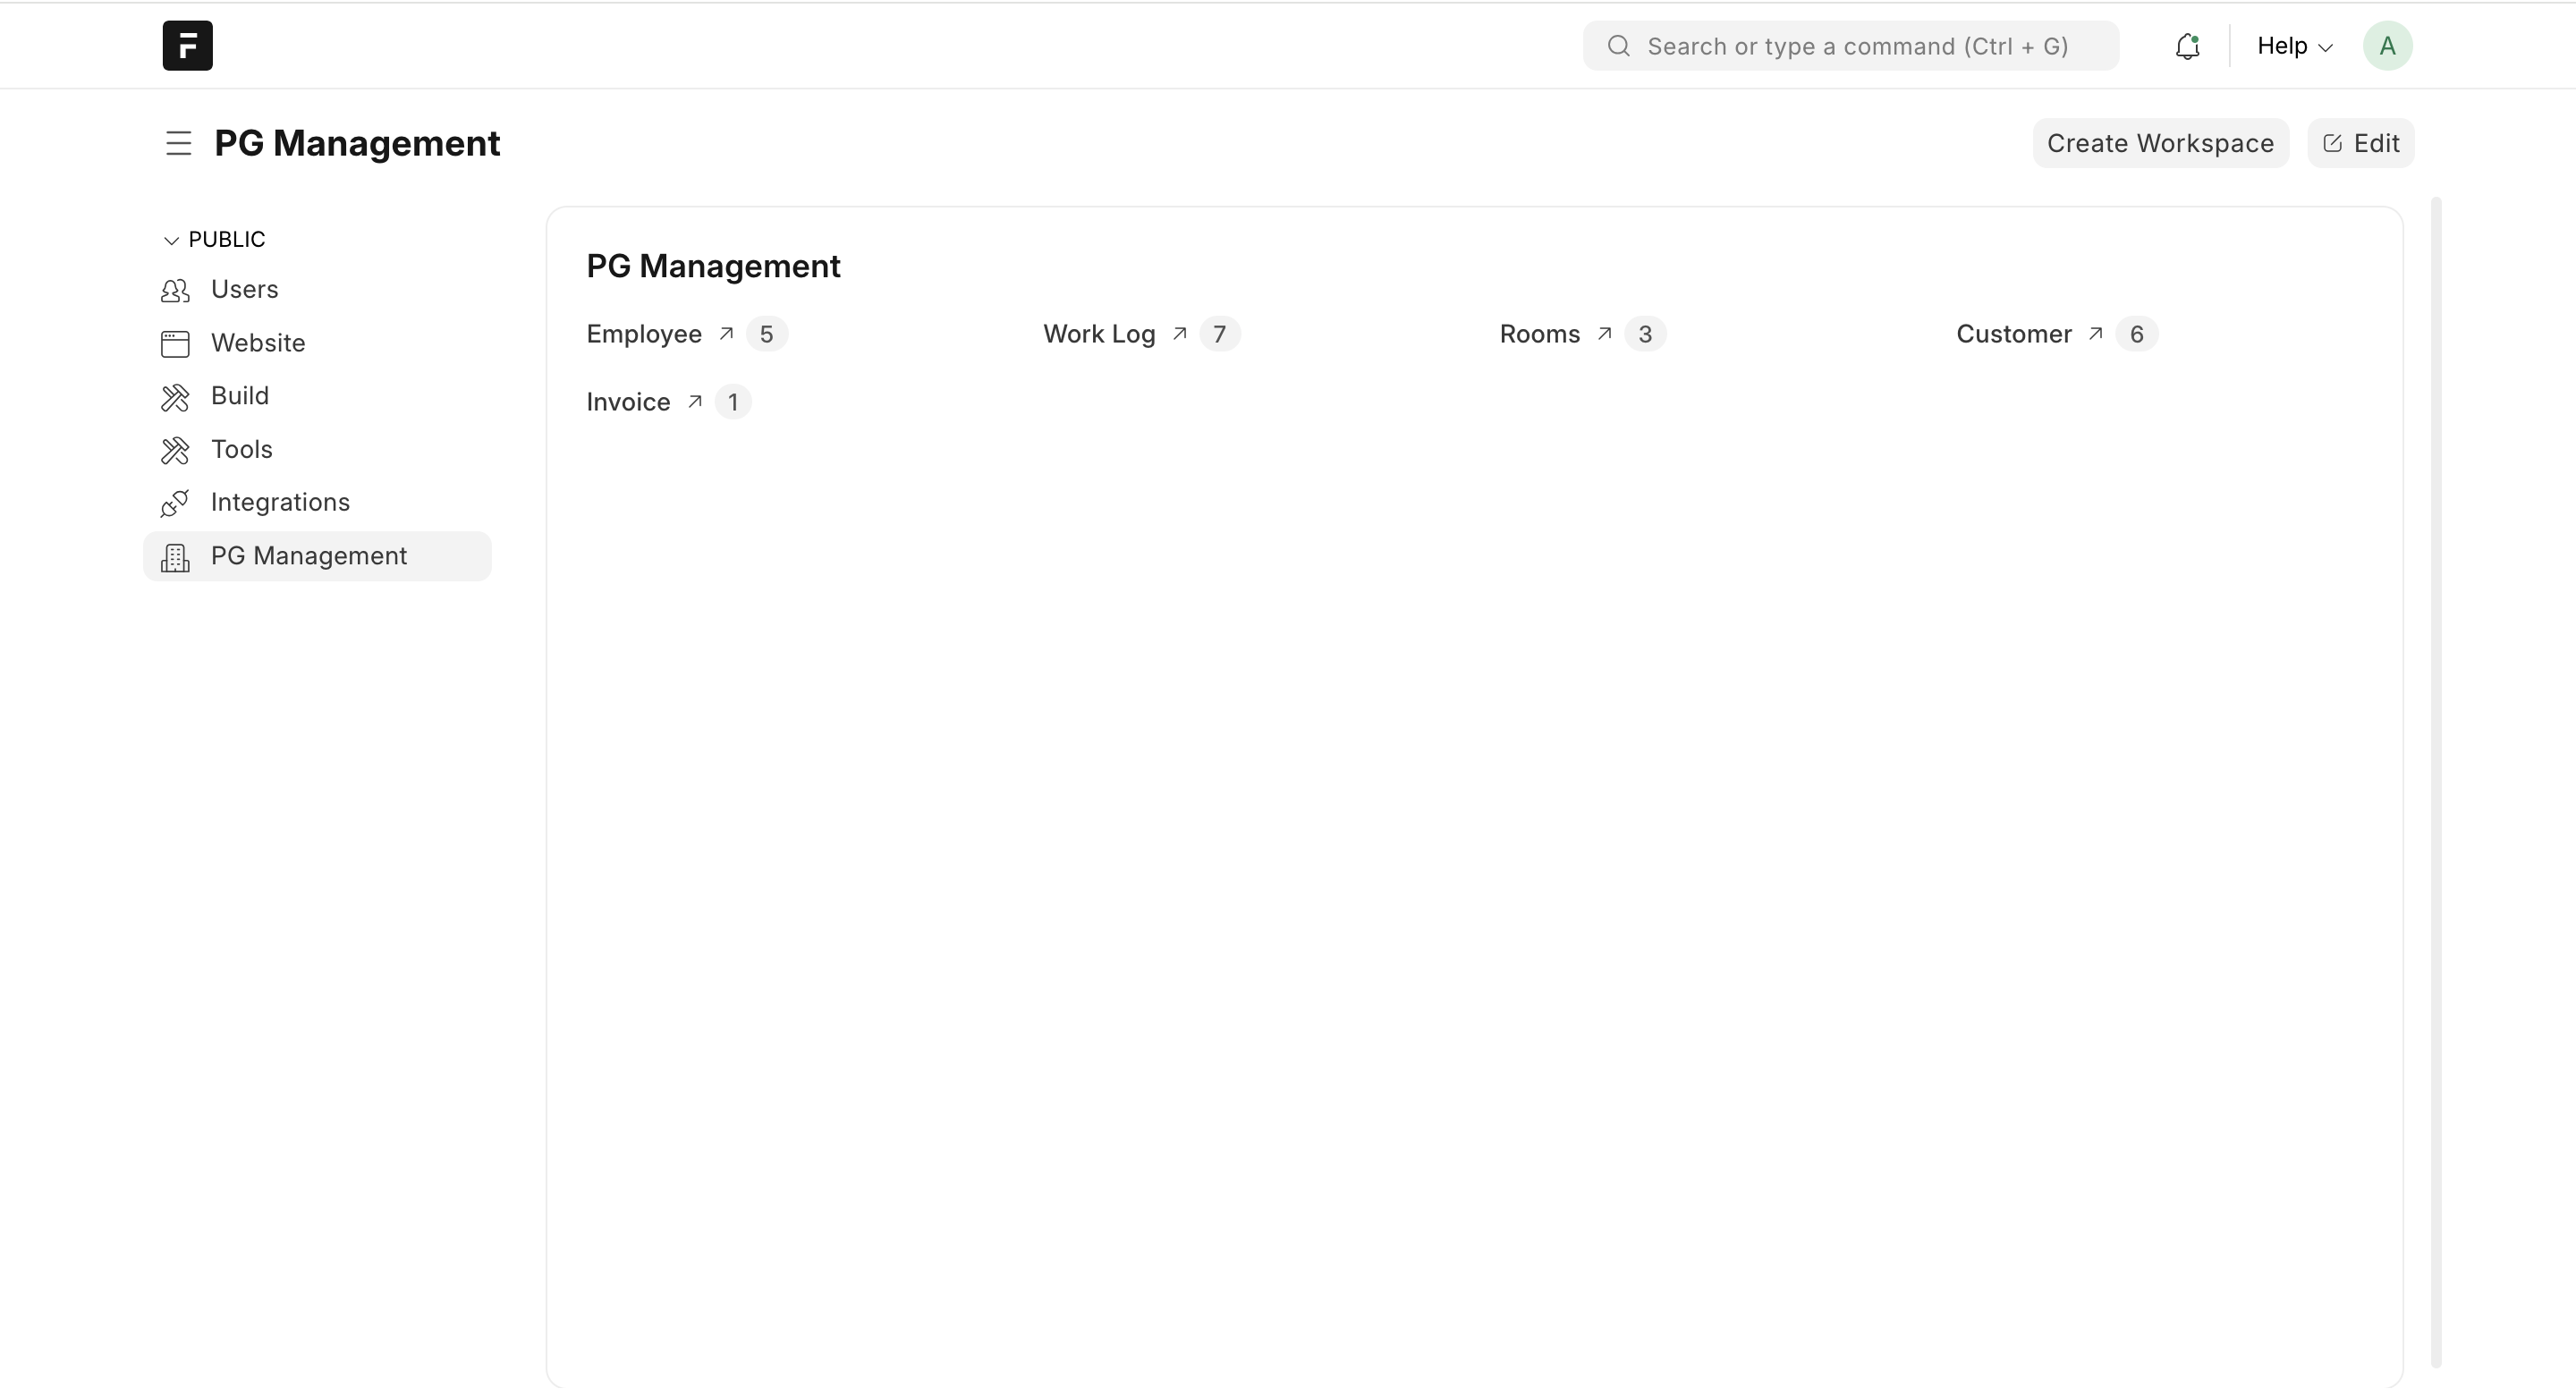 F
Search or type a command (Ctrl + G)
Help
A
PG Management
Create Workspace
Edit
PUBLIC
Users
Website
Build
Tools
Integrations
PG Management
PG Management
Employee 5
Work Log 7
Rooms 3
Customer 6
Invoice 1